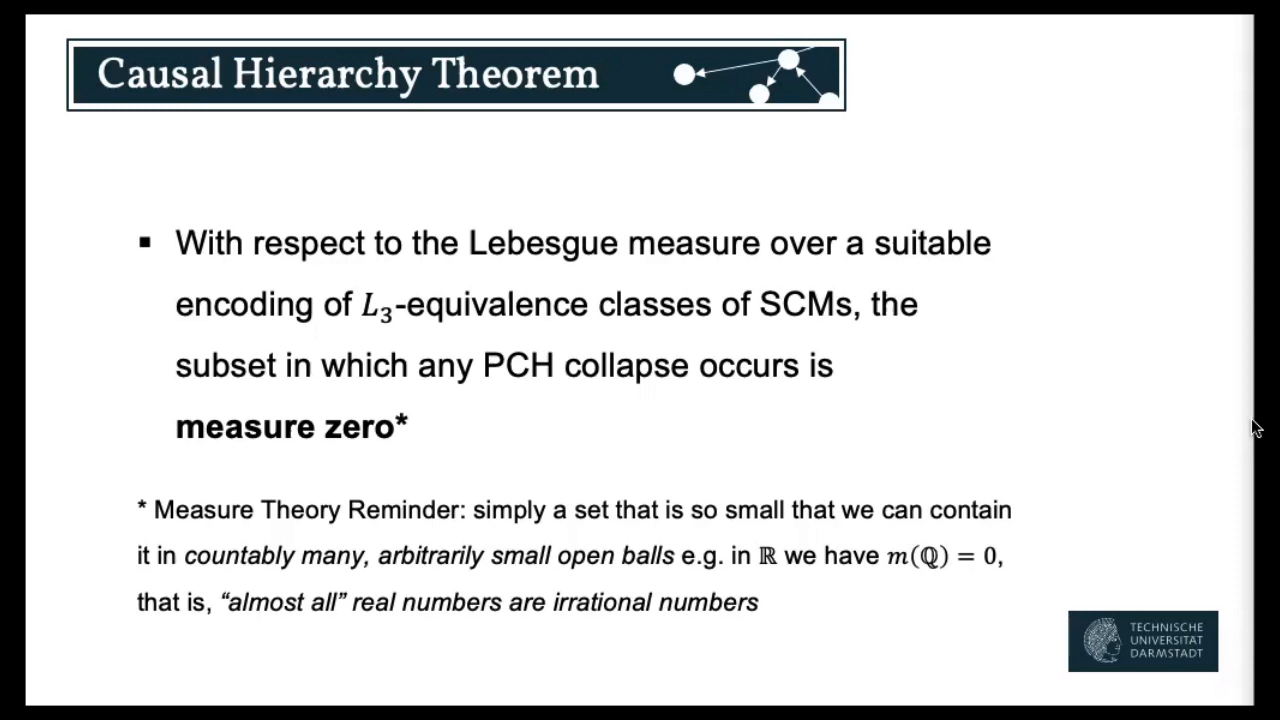 Causal Hierarchy Theorem
▪ With respect to the Lebesgue measure over a suitable
encoding of L₃-equivalence classes of SCMs, the
subset in which any PCH collapse occurs is
measure zero*
* Measure Theory Reminder: simply a set that is so small that we can contain
it in countably many, arbitrarily small open balls e.g. in ℝ we have m(ℚ) = 0,
that is, “almost all” real numbers are irrational numbers
TECHNISCHE
UNIVERSITÄT
DARMSTADT